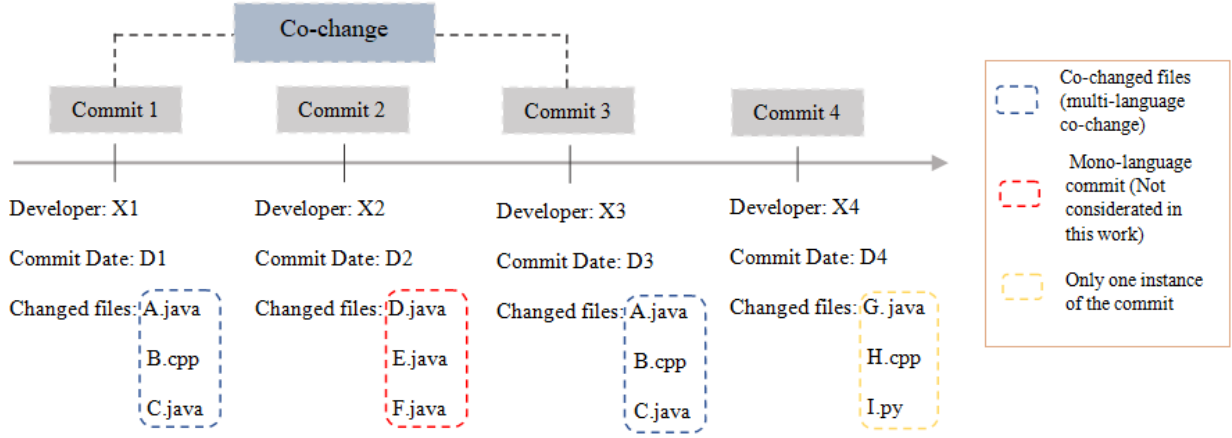 Co-change
Commit 1
Commit 2
Commit 3
Commit 4
Developer: X1
Commit Date: D1
Changed files: A.java
B.cpp
C.java
Developer: X2
Commit Date: D2
Changed files: D.java
E.java
F.java
Developer: X3
Commit Date: D3
Changed files: A.java
B.cpp
C.java
Developer: X4
Commit Date: D4
Changed files: G. java
H.cpp
I.py
Co-changed files
(multi-language
co-change)
Mono-language
commit (Not
considerated in
this work)
Only one instance
of the commit